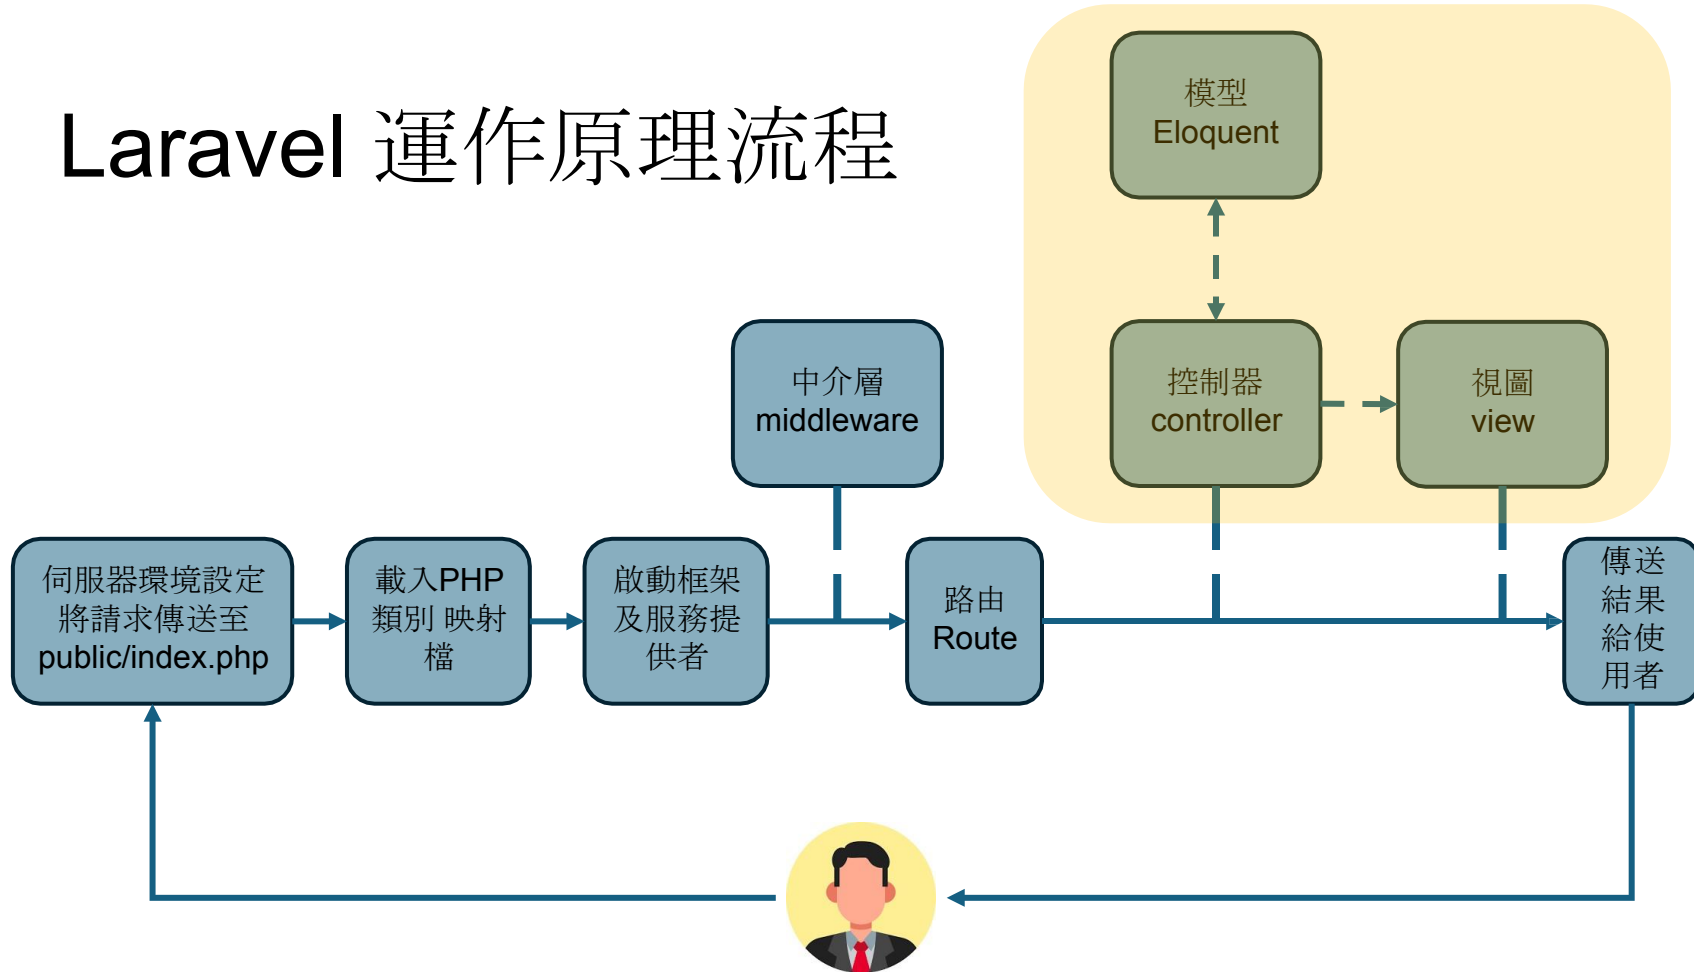 Laravel 運作原理流程
模型
Eloquent
中介層
middleware
控制器
controller
視圖
view
伺服器環境設定
將請求傳送至
public/index.php
載入PHP
類別 映射
檔
啟動框架
及服務提
供者
路由
Route
傳送
結果
給使
用者